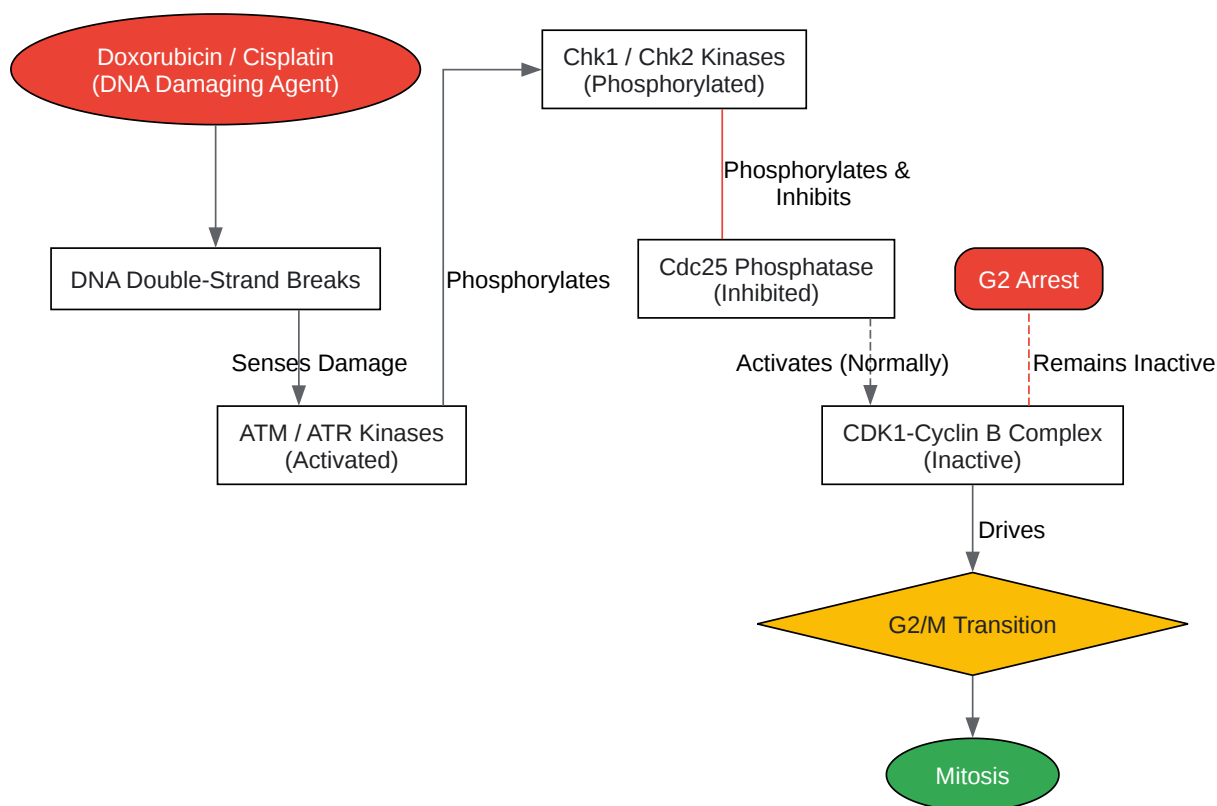 Doxorubicin / Cisplatin
(DNA Damaging Agent)
DNA Double-Strand Breaks
Senses Damage
ATM / ATR Kinases
(Activated)
Phosphorylates
Chk1 / Chk2 Kinases
(Phosphorylated)
Phosphorylates &
Inhibits
Cdc25 Phosphatase
(Inhibited)
Activates (Normally)
G2 Arrest
Remains Inactive
CDK1-Cyclin B Complex
(Inactive)
Drives
G2/M Transition
Mitosis